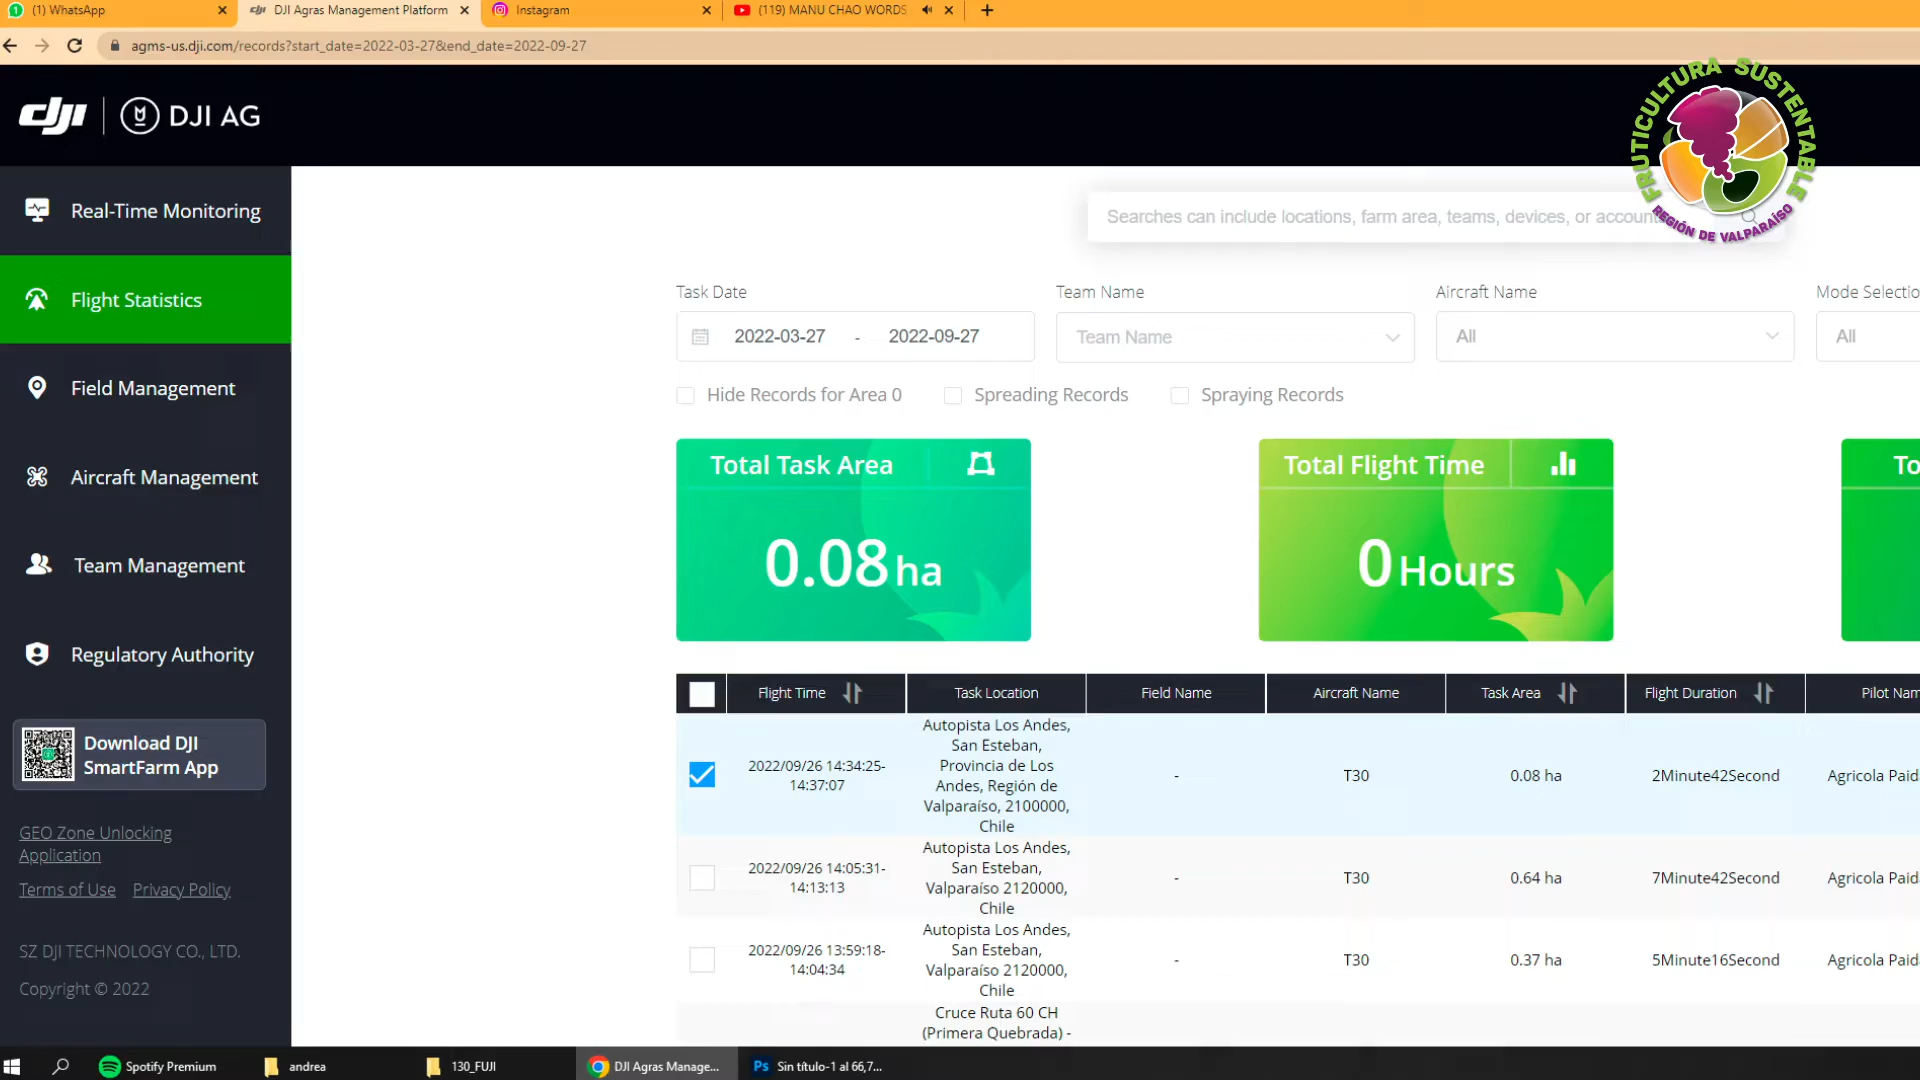 (1) WhatsApp
DJI Agras Management Platform
Instagram
(119) MANU CHAO WORDS
agms-us.dji.com/records?start_date=2022-03-27&end_date=2022-09-27
dji
DJI AG
FRUTICULTURA SUSTENTABLE
REGIÓN DE VALPARAÍSO
Real-Time Monitoring
Flight Statistics
Field Management
Aircraft Management
Team Management
Regulatory Authority
Download DJI
SmartFarm App
GEO Zone Unlocking
Application
Terms of Use Privacy Policy
SZ DJI TECHNOLOGY CO., LTD.
Copyright © 2022
Searches can include locations, farm area, teams, devices, or accoun
Task Date Team Name Aircraft Name Mode Selectio
2022-03-27 - 2022-09-27 Team Name All All
Hide Records for Area 0 Spreading Records Spraying Records
Total Task Area
0.08 ha
Total Flight Time
0 Hours
To
Flight Time Task Location Field Name Aircraft Name Task Area Flight Duration Pilot Nam
2022/09/26 14:34:25-
14:37:07
Autopista Los Andes,
San Esteban,
Provincia de Los
Andes, Región de
Valparaíso, 2100000,
Chile
- T30 0.08 ha 2Minute42Second Agricola Paid
2022/09/26 14:05:31-
14:13:13
Autopista Los Andes,
San Esteban,
Valparaíso 2120000,
Chile
- T30 0.64 ha 7Minute42Second Agricola Paid
2022/09/26 13:59:18-
14:04:34
Autopista Los Andes,
San Esteban,
Valparaíso 2120000,
Chile
- T30 0.37 ha 5Minute16Second Agricola Paid
Cruce Ruta 60 CH
(Primera Quebrada) -
Spotify Premium
andrea
130_FUJI
DJI Agras Manage...
Ps Sin título-1 al 66,7...